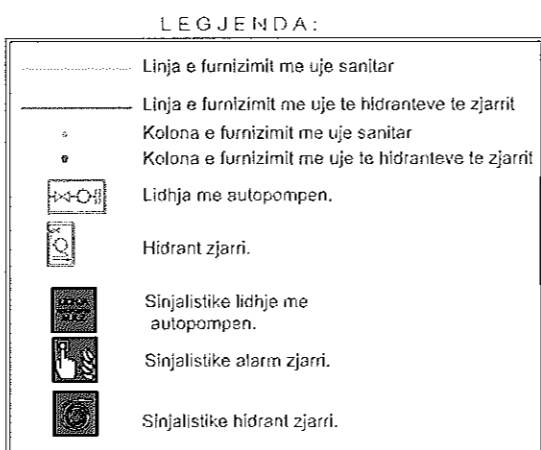 LEGJENDA:
Linja e furnizimit me uje sanitar
Linja e furnizimit me uje te hidranteve te zjarrit
Kolona e furnizimit me uje sanitar
Kolona e furnizimit me uje te hidranteve te zjarrit
Lidhja me autopompen.
Hidrant zjarri.
Sinjalistike lidhje me
autopompen.
Sinjalistike alarm zjarri.
Sinjalistike hidrant zjarri.